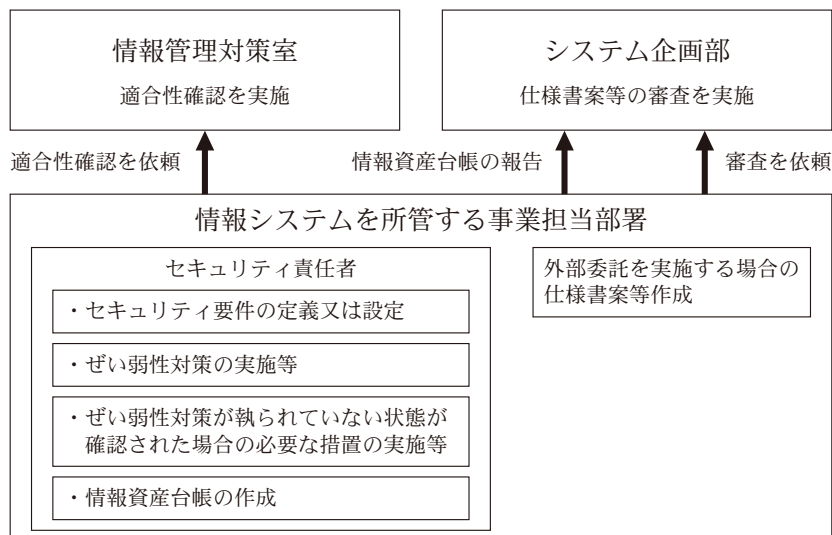 情報管理対策室
適合性確認を実施
システム企画部
仕様書案等の審査を実施
適合性確認を依頼
情報資産台帳の報告
審査を依頼
情報システムを所管する事業担当部署
セキュリティ責任者
・セキュリティ要件の定義又は設定
・ぜい弱性対策の実施等
・ぜい弱性対策が執られていない状態が
確認された場合の必要な措置の実施等
・情報資産台帳の作成
外部委託を実施する場合の
仕様書案等作成